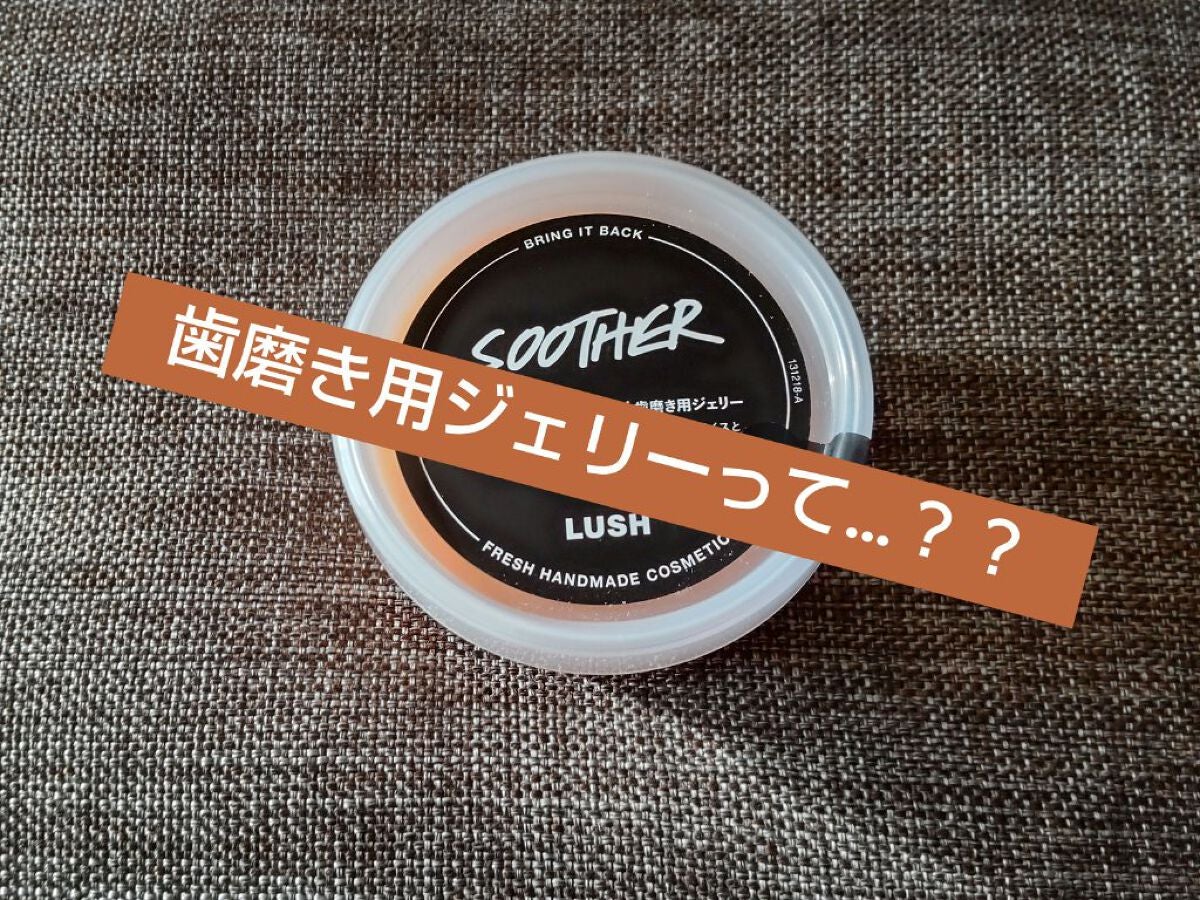 BRING IT BACK
SOOTHER
歯磨き用ジェリー
131218-A
歯磨き用ジェリーって...？？
LUSH
FRESH HANDMADE COSMETIC